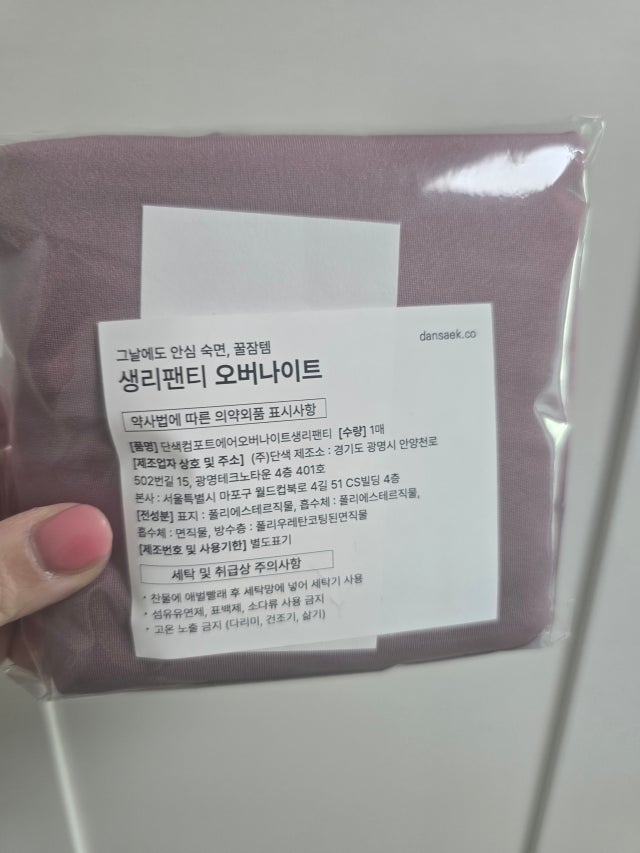 dansaek.co
그날에도 안심 숙면, 꿀잠템
생리팬티 오버나이트
약사법에 따른 의약외품 표시사항
[품명] 단색컴포트에어오버나이트생리팬티 [수량] 1매
[제조업자 상호 및 주소] (주)단색 제조소 : 경기도 광명시 안양천로
502번길 15, 광명테크노타운 4층 401호
본사 : 서울특별시 마포구 월드컵북로 4길 51 CS빌딩 4층
[전성분] 표지 : 폴리에스테르직물, 흡수체 : 폴리에스테르직물,
흡수체 : 면직물, 방수층 : 폴리우레탄코팅된면직물
[제조번호 및 사용기한] 별도표기
세탁 및 취급상 주의사항
· 찬물에 애벌빨래 후 세탁망에 넣어 세탁기 사용
· 섬유유연제, 표백제, 소다류 사용 금지
· 고온 노출 금지 (다리미, 건조기, 삶기)